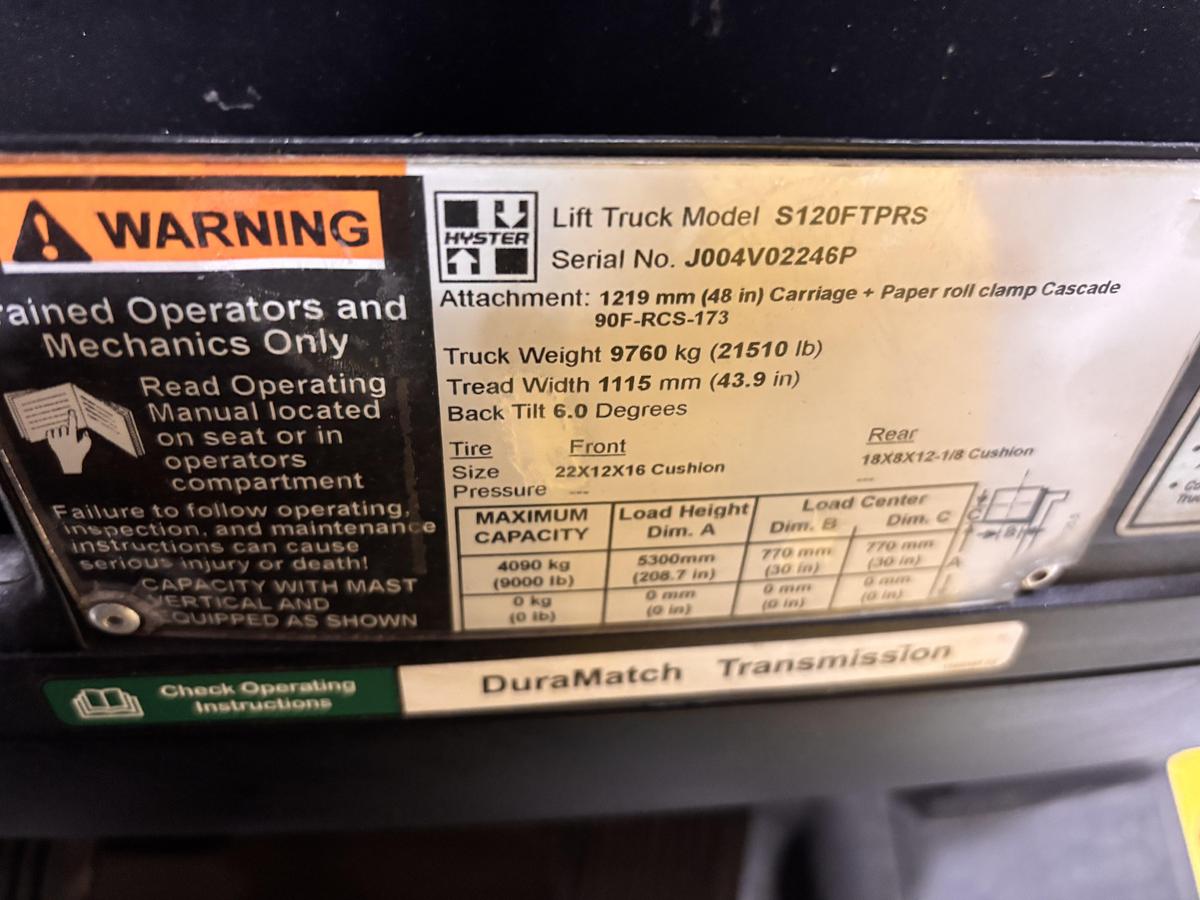 WARNING
rained Operators and
Mechanics Only
Read Operating
Manual located
on seat or in
operators
compartment
Failure to follow operating,
inspection, and maintenance
instructions can cause
serious injury or death!
CAPACITY WITH MAST
VERTICAL AND
EQUIPPED AS SHOWN
HYSTER
Lift Truck Model S120FTPRS
Serial No. J004V02246P
Attachment: 1219 mm (48 in) Carriage + Paper roll clamp Cascade
90F-RCS-173
Truck Weight 9760 kg (21510 lb)
Tread Width 1115 mm (43.9 in)
Back Tilt 6.0 Degrees
Tire Front Rear
Size 22X12X16 Cushion 18X8X12-1/8 Cushion
Pressure --- ---
MAXIMUM CAPACITY Load Height Dim. A Load Center Dim. B Dim. C
4090 kg (9000 lb) 5300mm (208.7 in) 770 mm (30 in) 770 mm (30 in)
0 kg (0 lb) 0 mm (0 in) 0 mm (0 in) 0 mm (0 in)
C
B
A
Check Operating
Instructions
DuraMatch Transmission